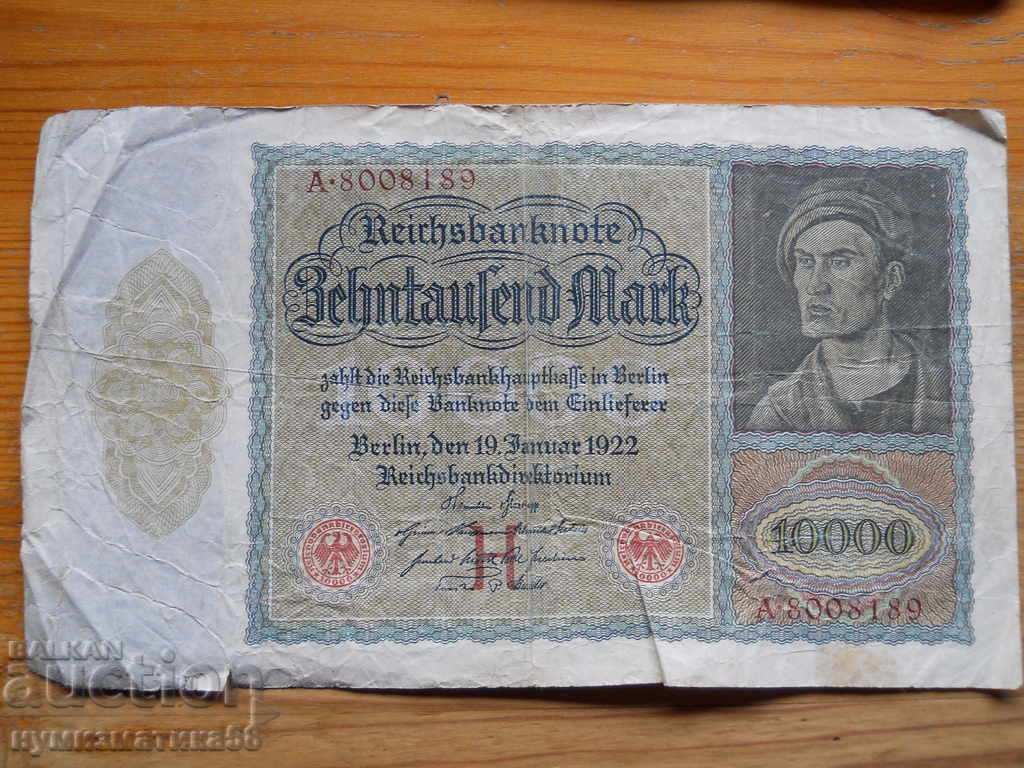 A·8008189
Reichsbanknote
Zehntausend Mark
zahlt die Reichsbankhauptkasse in Berlin
gegen diese Banknote dem Einlieferer
Berlin, den 19. Januar 1922
Reichsbankdirektorium
H
10000
A·8008189
BALKAN
auction
нумизматика68